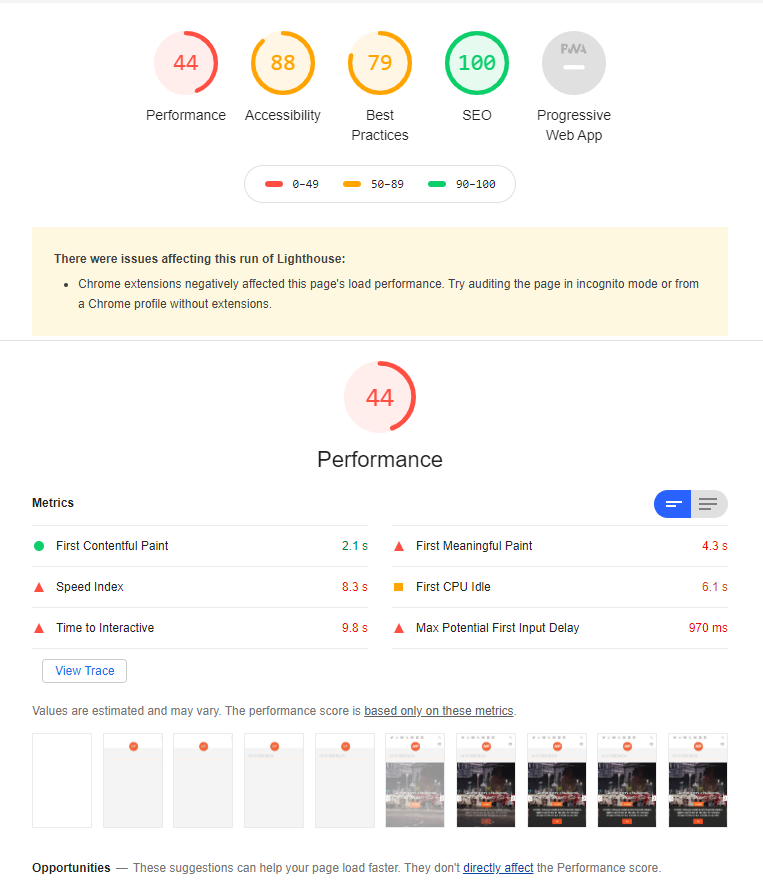 44 88 79 100 PWA
Performance Accessibility Best Practices SEO Progressive Web App
0–49 50–89 90–100
There were issues affecting this run of Lighthouse:
• Chrome extensions negatively affected this page's load performance. Try auditing the page in incognito mode or from
a Chrome profile without extensions.
44
Performance
Metrics
First Contentful Paint 2.1 s First Meaningful Paint 4.3 s
Speed Index 8.3 s First CPU Idle 6.1 s
Time to Interactive 9.8 s Max Potential First Input Delay 970 ms
View Trace
Values are estimated and may vary. The performance score is based only on these metrics.
Opportunities — These suggestions can help your page load faster. They don't directly affect the Performance score.